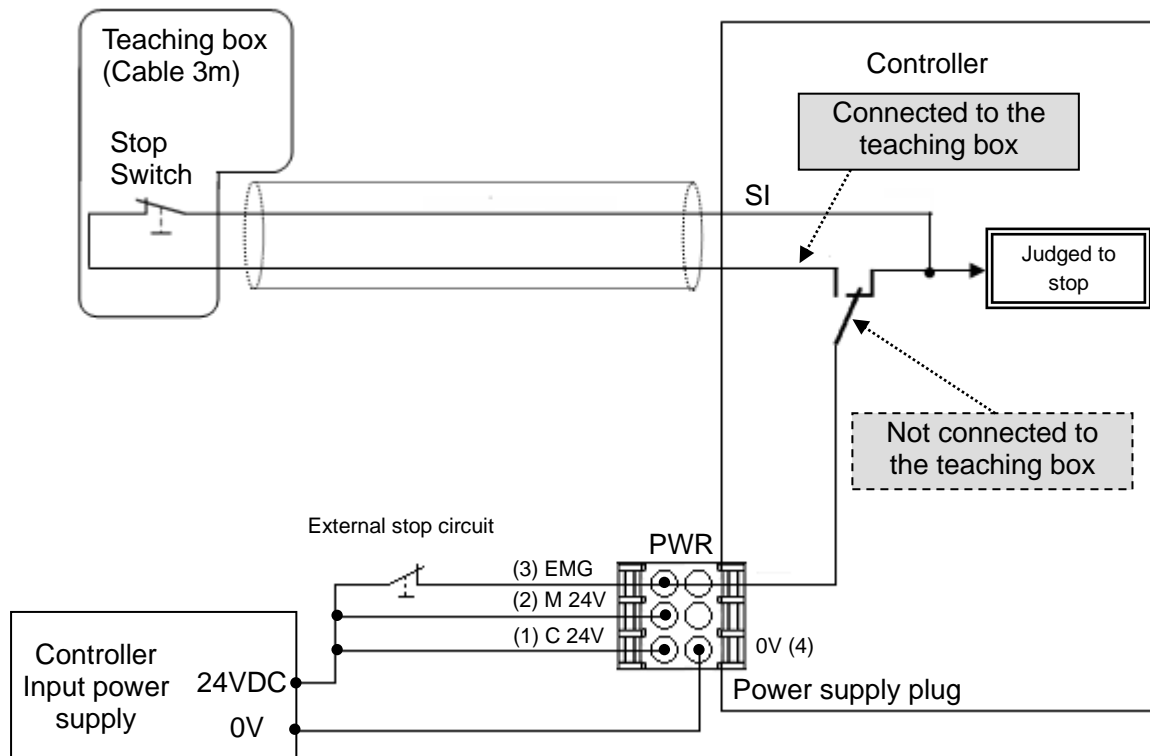 Teaching box
(Cable 3m)
Controller
Connected to the
teaching box
Stop
Switch
SI
Judged to
stop
Not connected to
the teaching box
External stop circuit
PWR
(3) EMG
(2) M 24V
(1) C 24V
0V (4)
Controller
Input power
supply
24VDC
0V
Power supply plug